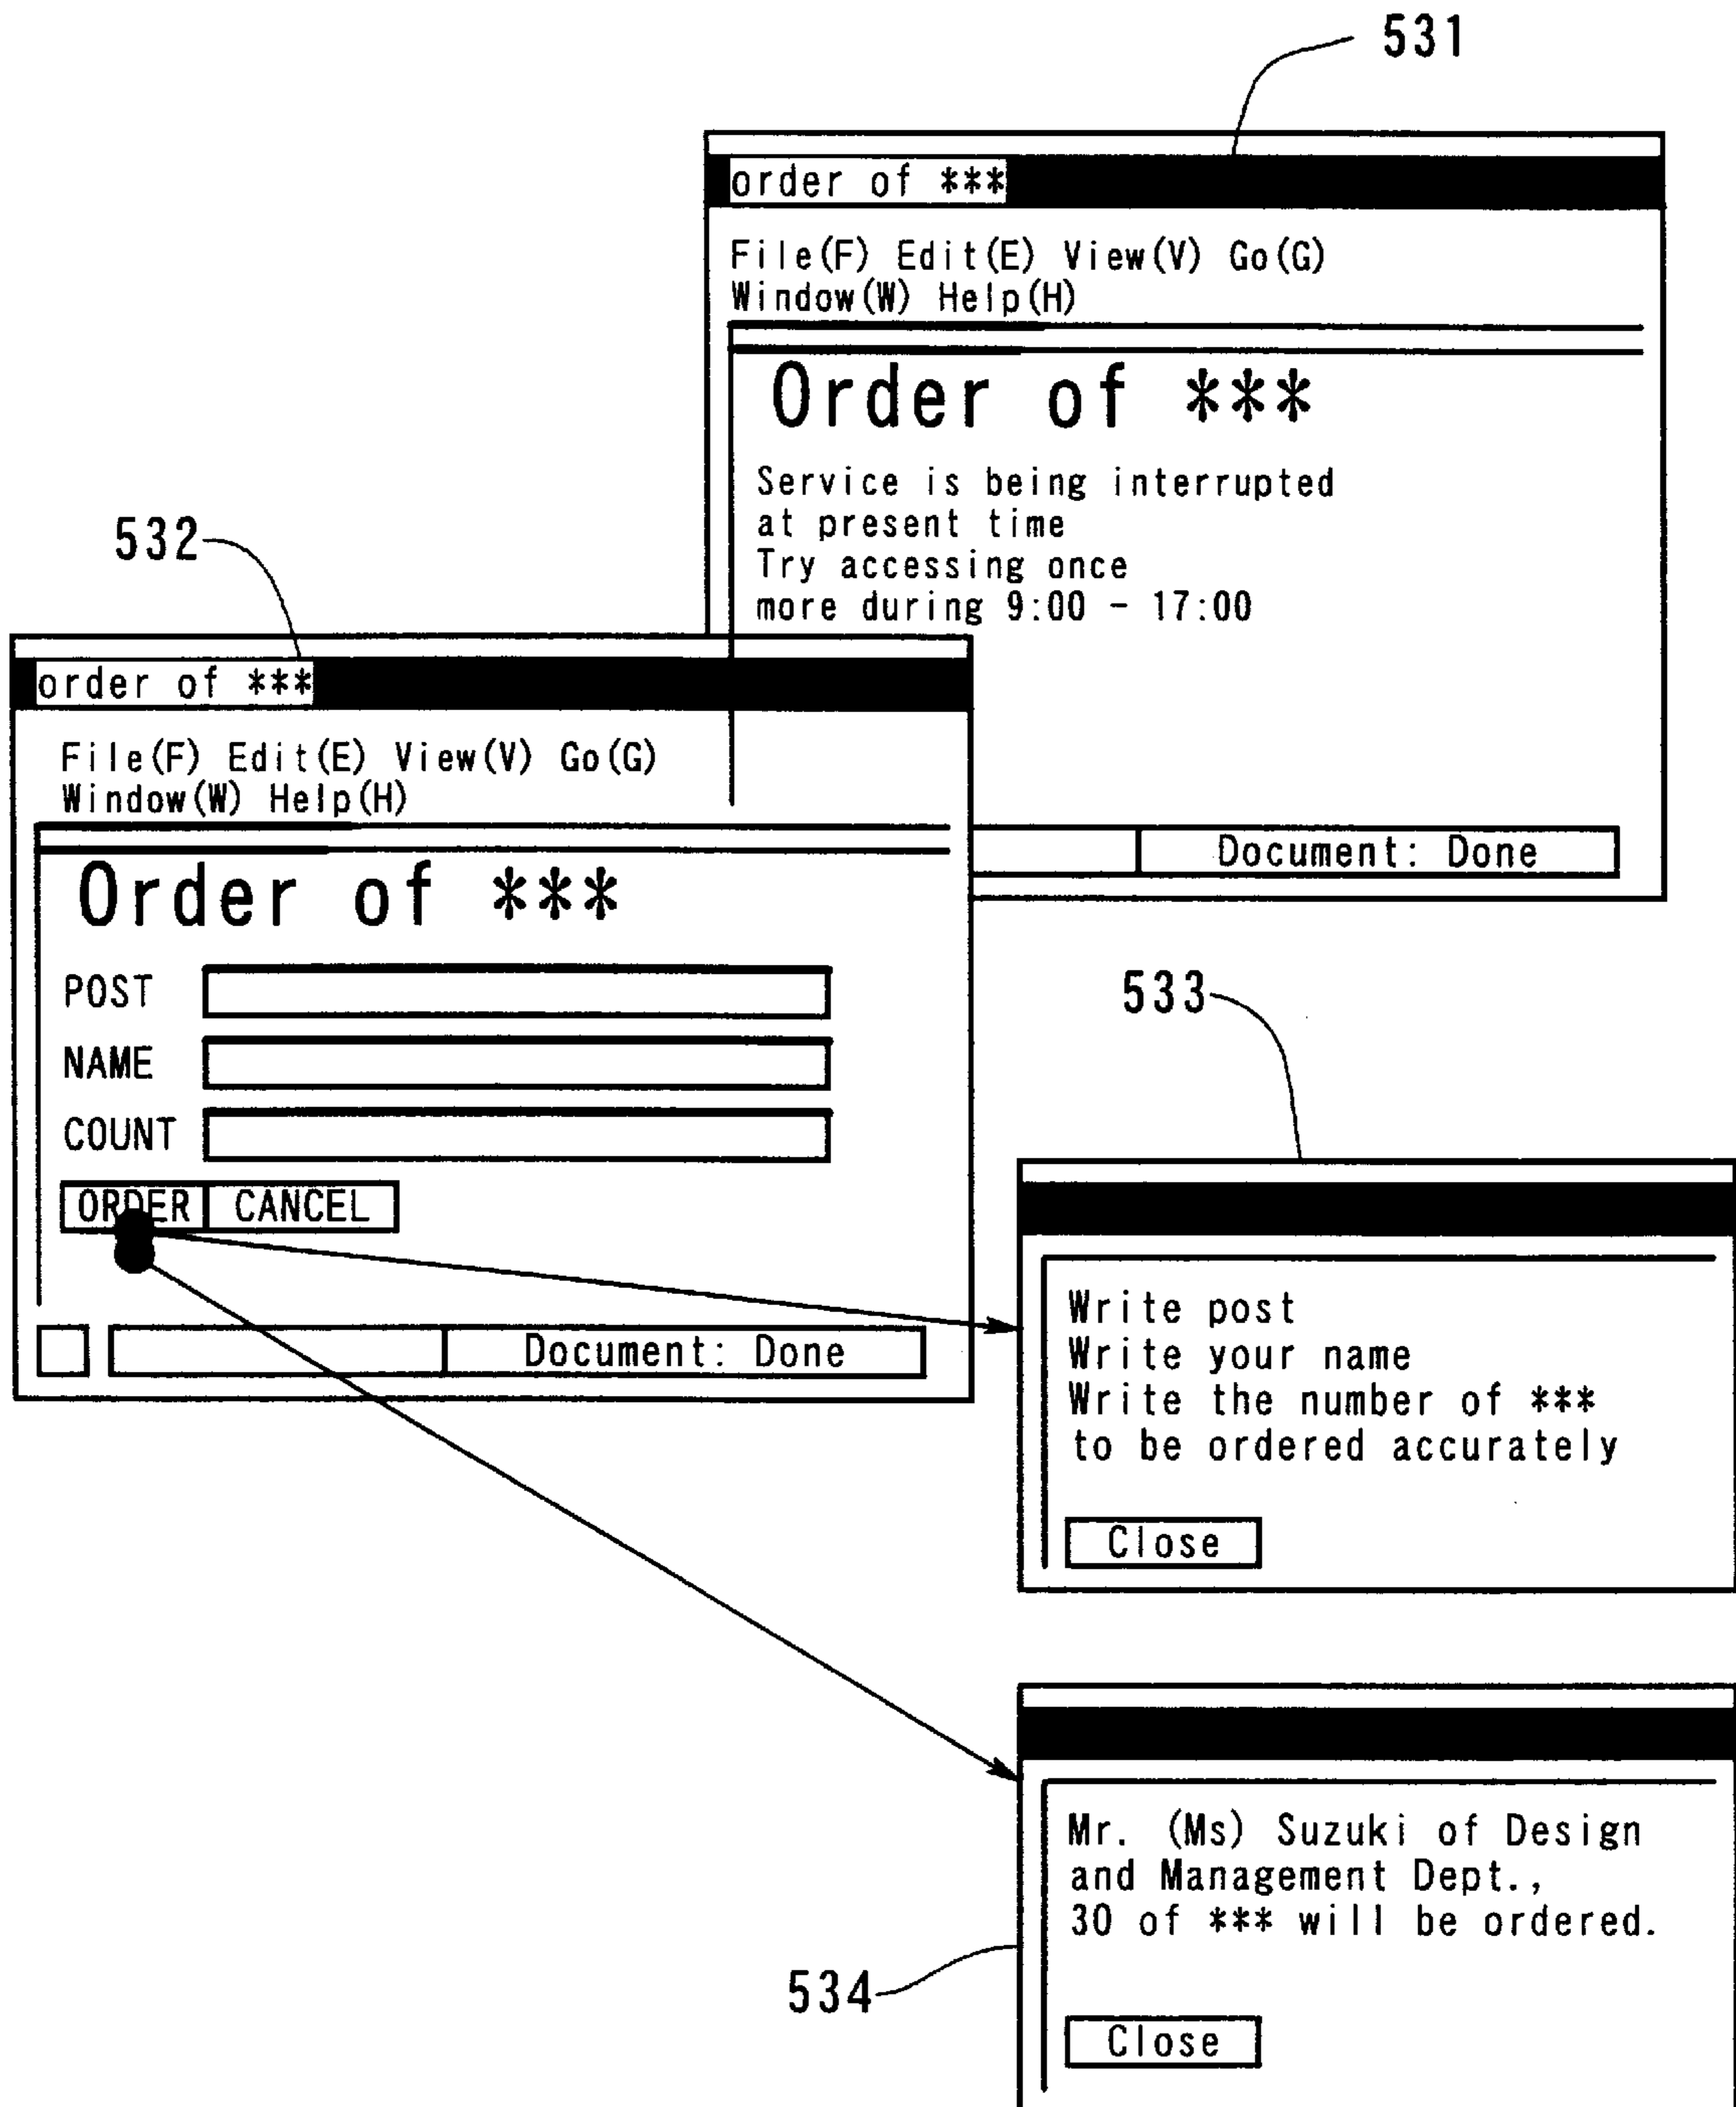 531
order of ***
File(F) Edit(E) View(V) Go(G)
Window(W) Help(H)
Order of ***
Service is being interrupted
at present time
Try accessing once
more during 9:00 - 17:00
Document: Done
532
order of ***
File(F) Edit(E) View(V) Go(G)
Window(W) Help(H)
Order of ***
POST
NAME
COUNT
ORDER CANCEL
Document: Done
533
Write post
Write your name
Write the number of ***
to be ordered accurately
Close
534
Mr. (Ms) Suzuki of Design
and Management Dept.,
30 of *** will be ordered.
Close